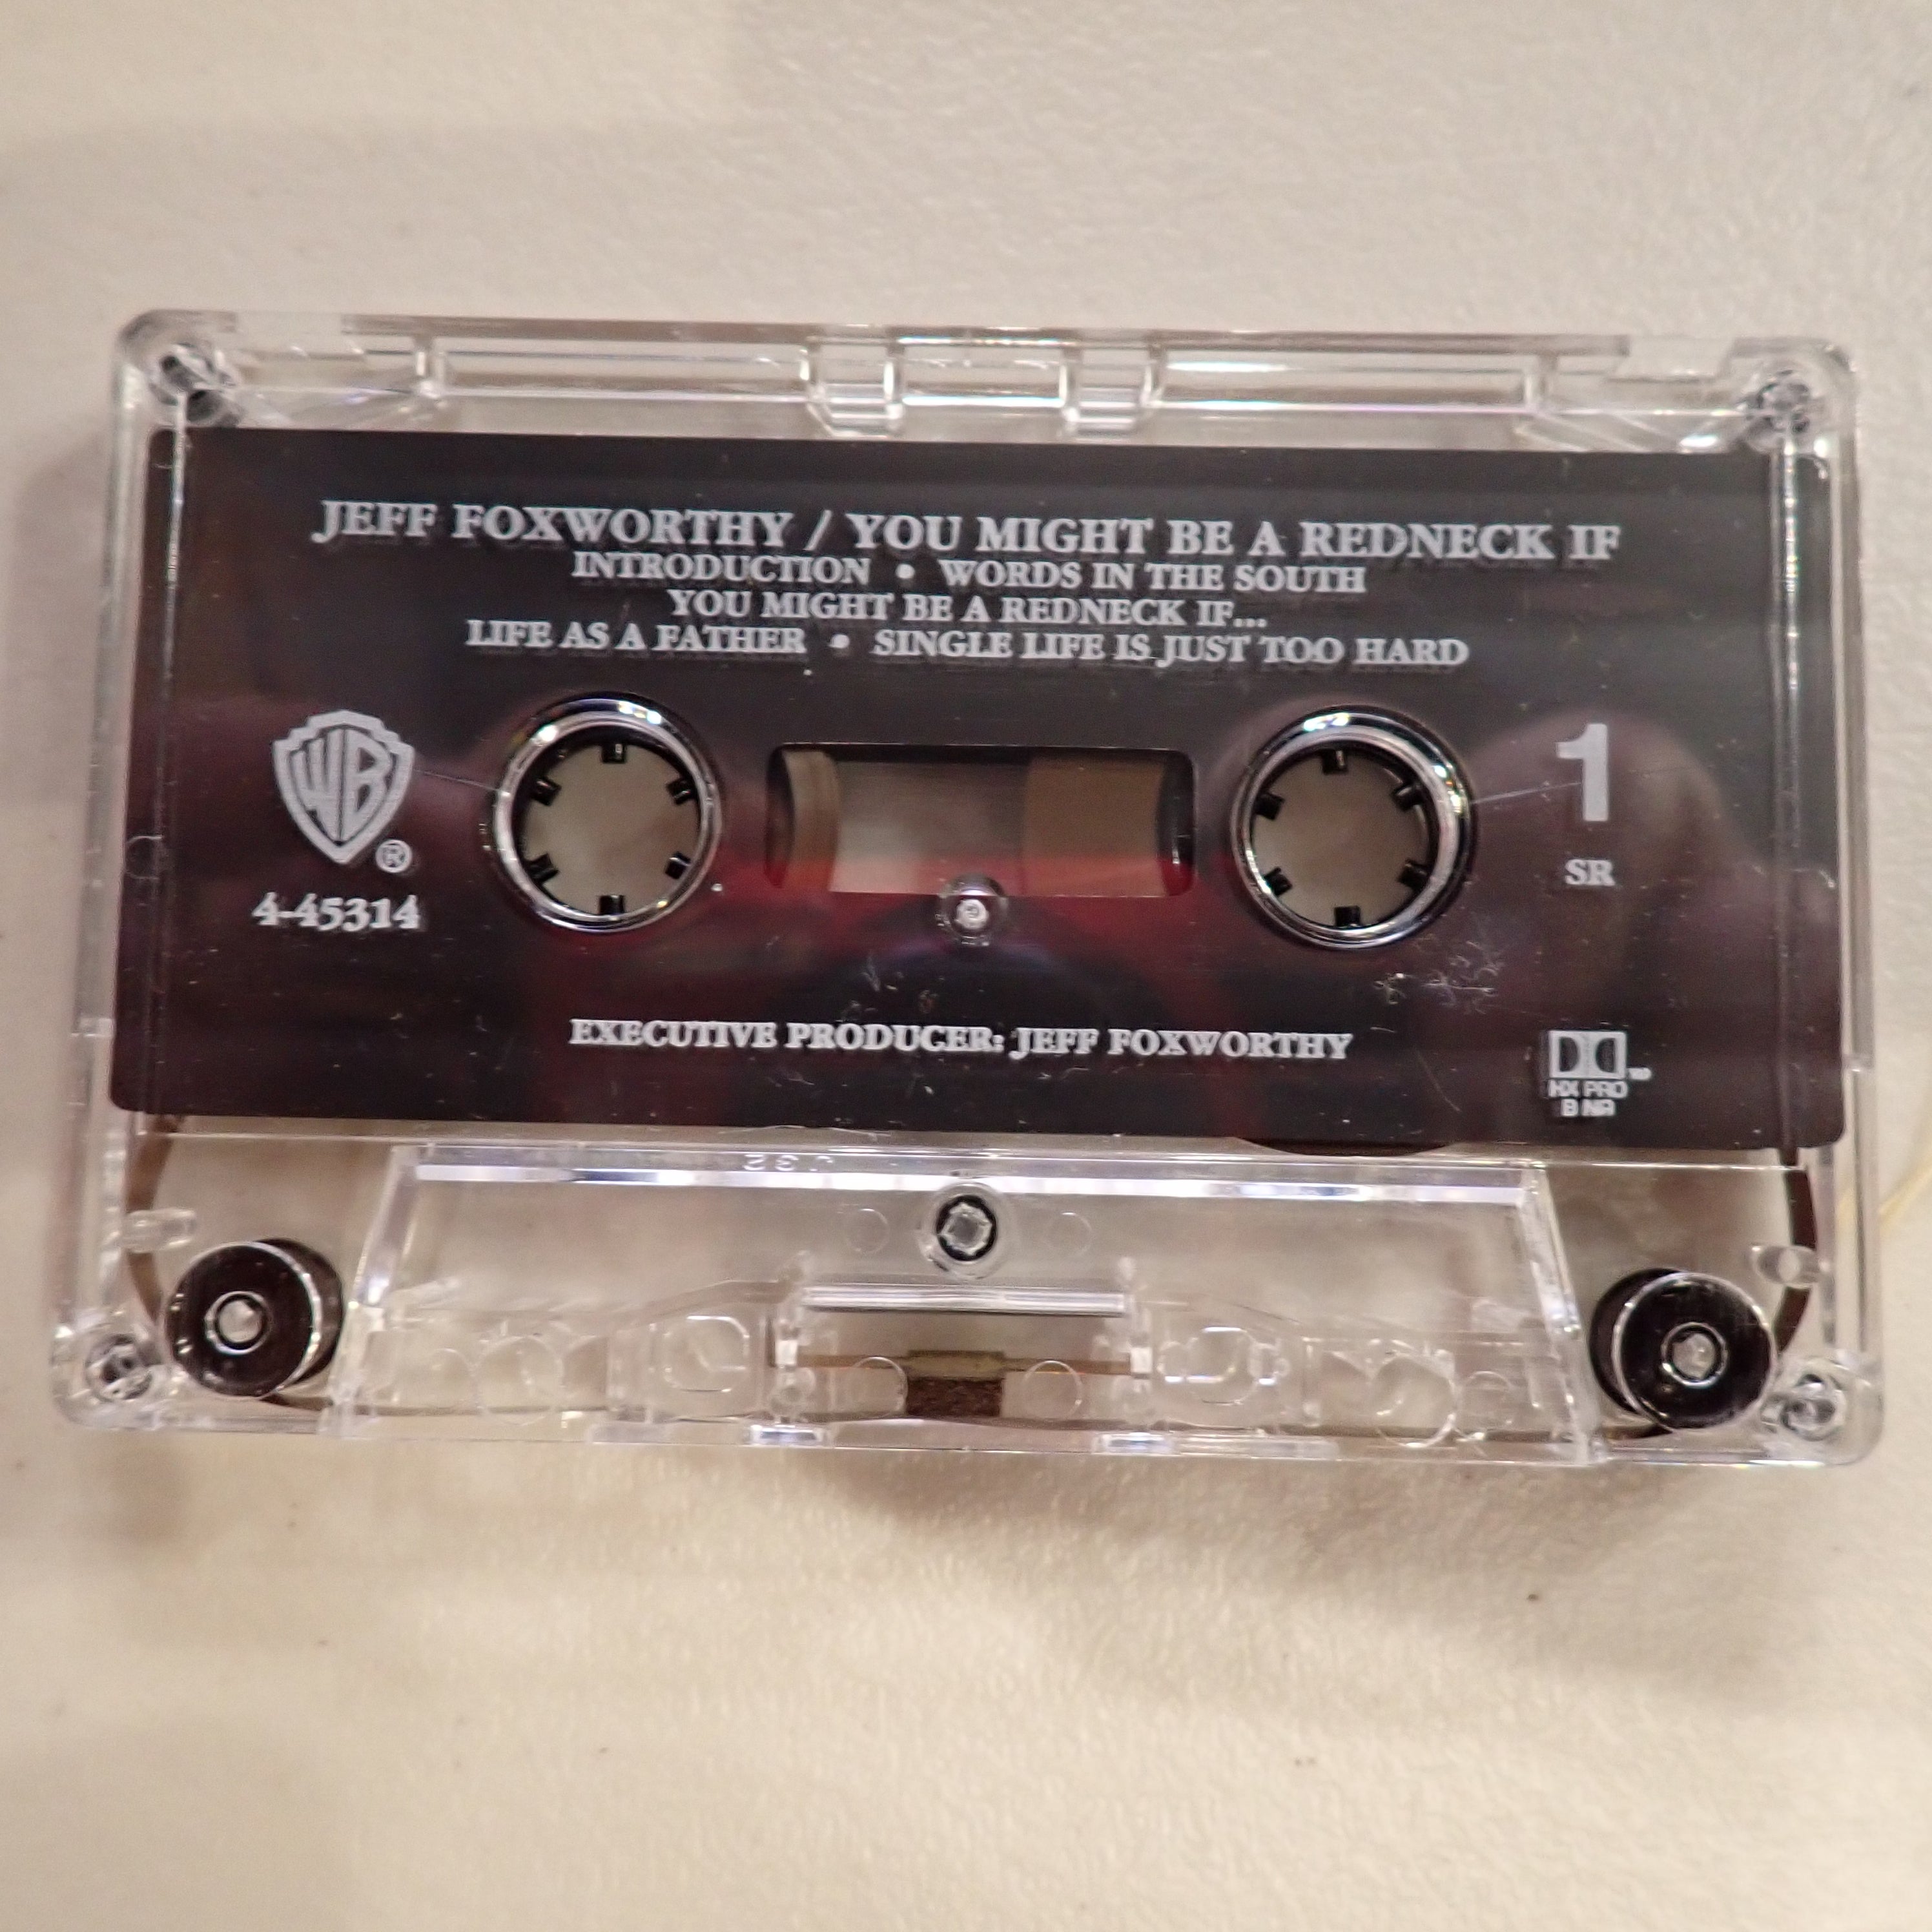 JEFF FOXWORTHY / YOU MIGHT BE A REDNECK IF
INTRODUCTION • WORDS IN THE SOUTH
YOU MIGHT BE A REDNECK IF...
LIFE AS A FATHER • SINGLE LIFE IS JUST TOO HARD
WB
®
4-45314
1
SR
EXECUTIVE PRODUCER: JEFF FOXWORTHY
HX PRO
B NR